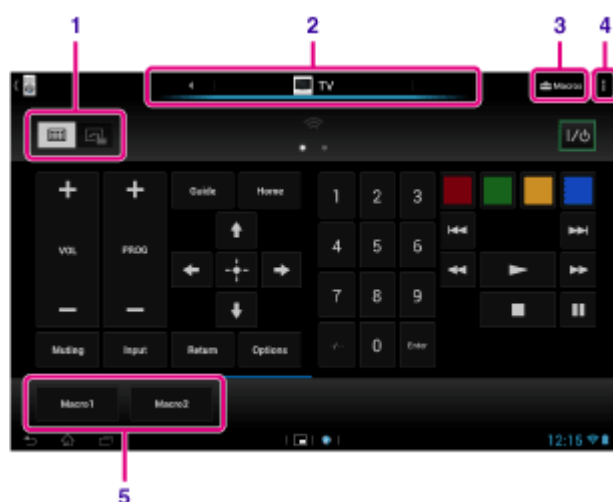 1 2 3 4
TV
Macros
I/⏻
Guide Home
VOL PROG
1 2 3
4 5 6
7 8 9
-/-- 0 Enter
Muting Input Return Options
Macro1 Macro2
12:15
5